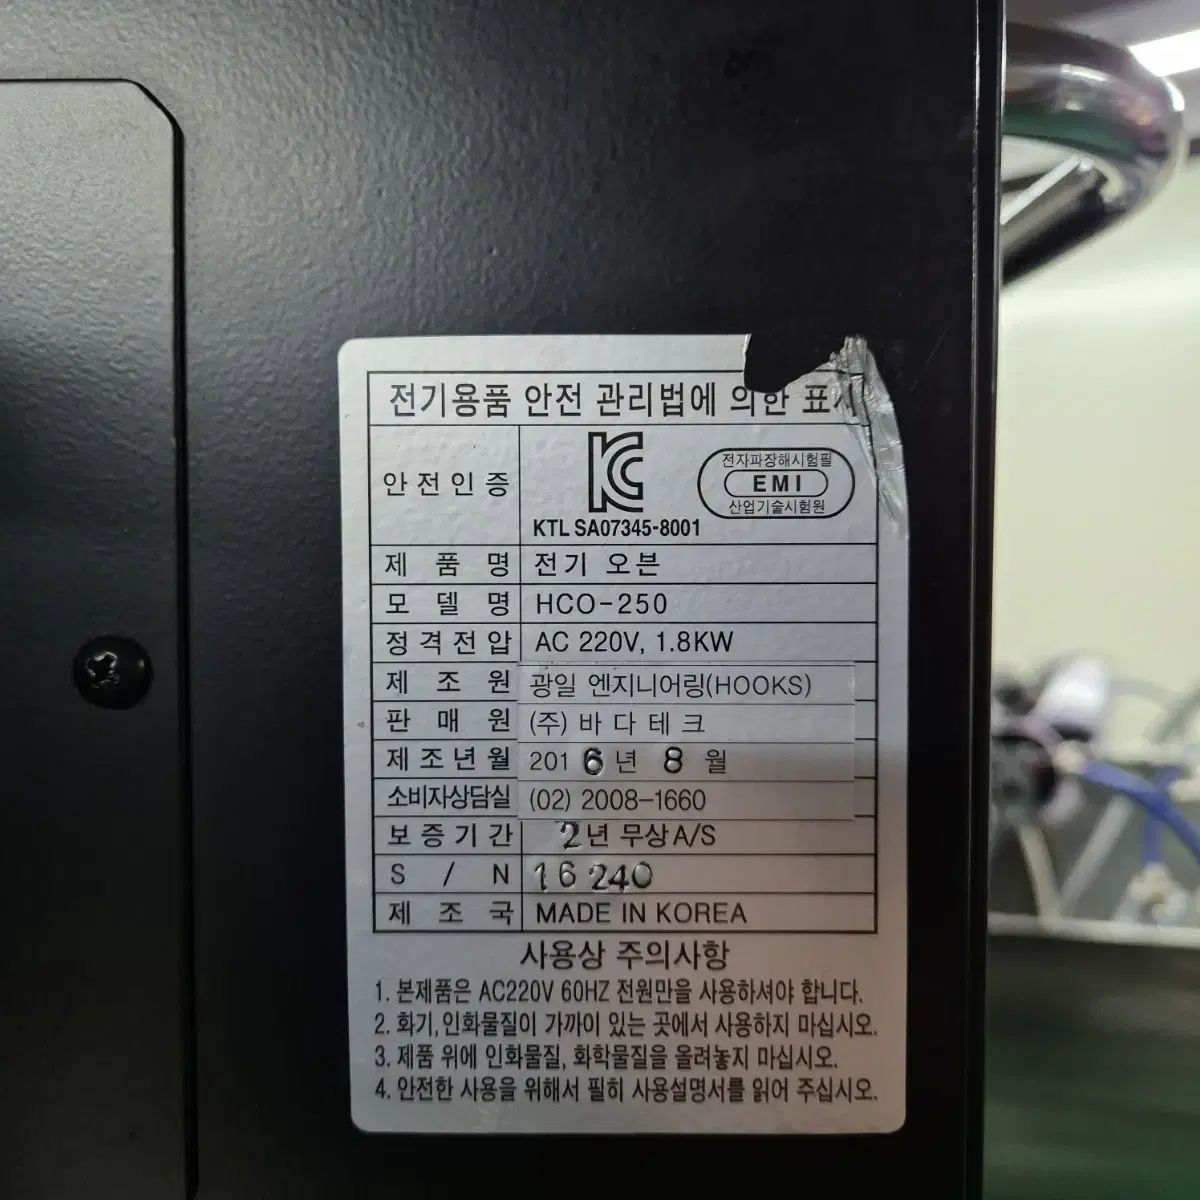 전기용품 안전 관리법에 의한 표시
안전인증
KC
전자파장해시험필
EMI
산업기술시험원
KTL SA07345-8001
제품명 전기 오븐
모델명 HCO-250
정격전압 AC 220V, 1.8KW
제조원 광일 엔지니어링(HOOKS)
판매원 (주) 바다테크
제조년월 2016년 8월
소비자상담실 (02) 2008-1660
보증기간 2년 무상A/S
S / N 16240
제조국 MADE IN KOREA
사용상 주의사항
1. 본제품은 AC220V 60HZ 전원만을 사용하셔야 합니다.
2. 화기,인화물질이 가까이 있는 곳에서 사용하지 마십시오.
3. 제품 위에 인화물질, 화학물질을 올려놓지 마십시오.
4. 안전한 사용을 위해서 필히 사용설명서를 읽어 주십시오.